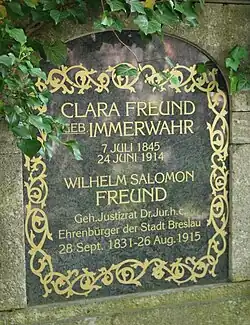 CLARA FREUND
GEB IMMERWAHR
7 JULI 1845
24 JUNI 1914
WILHELM SALOMON
FREUND
Geh. Justizrat Dr. Jur. h.c.
Ehrenbürger der Stadt Breslau
28 Sept. 1831-26 Aug. 1915